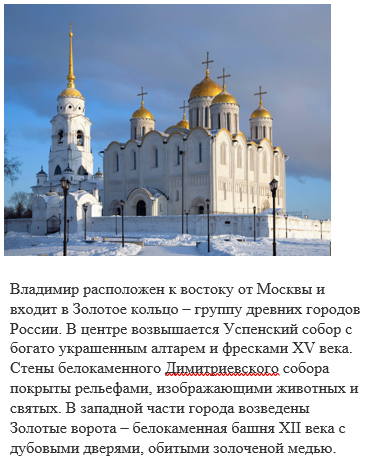 Владимир расположен к востоку от Москвы и
входит в Золотое кольцо – группу древних городов
России. В центре возвышается Успенский собор с
богато украшенным алтарем и фресками XV века.
Стены белокаменного Димитриевского собора
покрыты рельефами, изображающими животных и
святых. В западной части города возведены
Золотые ворота – белокаменная башня XII века с
дубовыми дверями, обитыми золоченой медью.